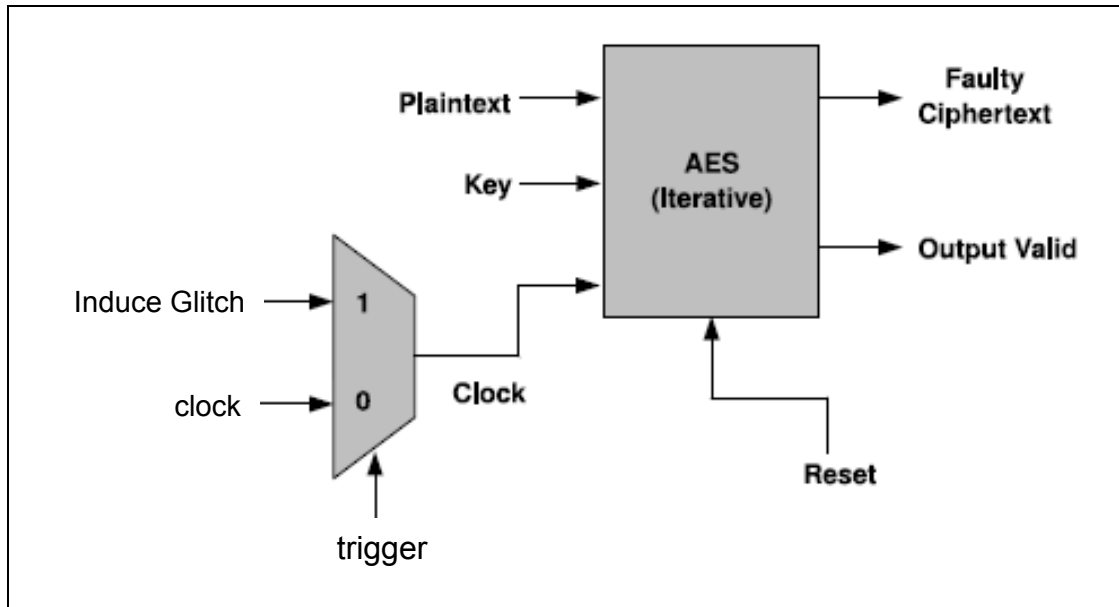 Plaintext
Key
AES
(Iterative)
Faulty
Ciphertext
Output Valid
Induce Glitch
1
clock
0
Clock
trigger
Reset